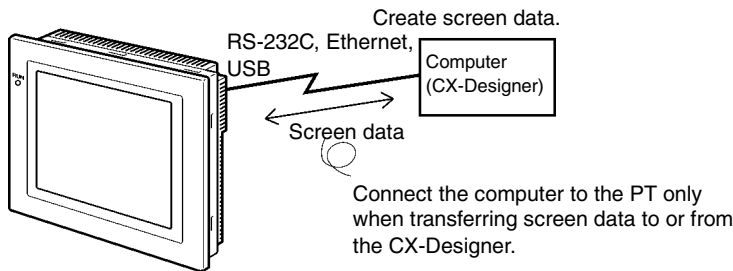 Create screen data.
RS-232C, Ethernet,
USB
Computer
(CX-Designer)
RUN
Screen data
Connect the computer to the PT only
when transferring screen data to or from
the CX-Designer.